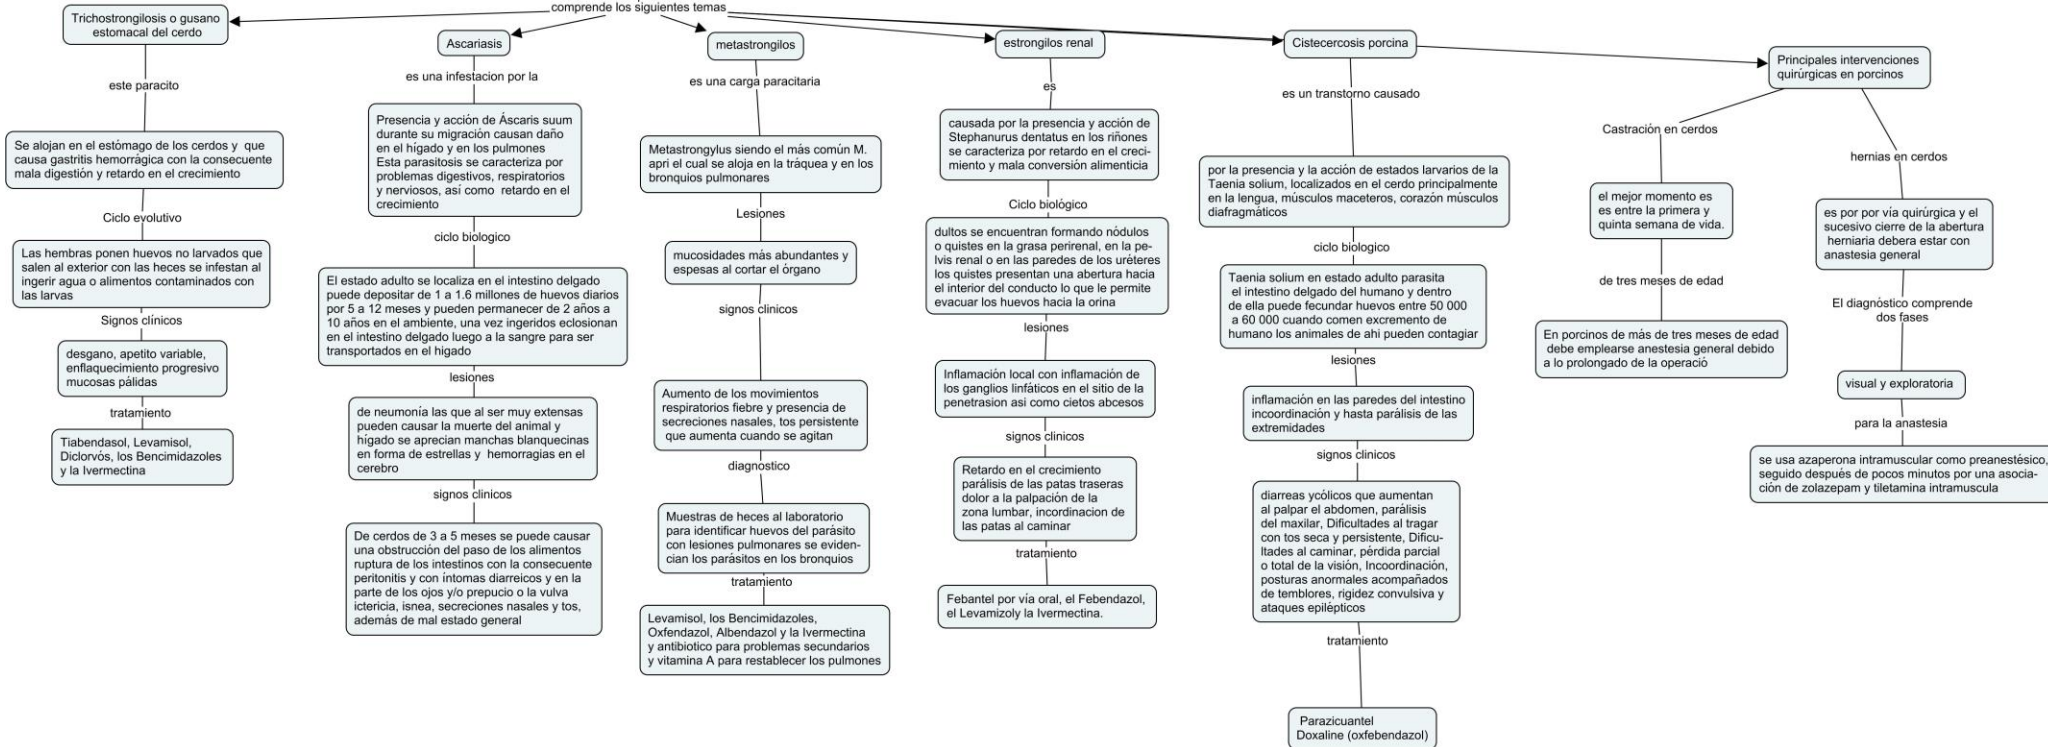 comprende los siguientes temas
Trichostrongilosis o gusano
estomacal del cerdo
este paracito
Se alojan en el estómago de los cerdos y que
causa gastritis hemorrágica con la consecuente
mala digestión y retardo en el crecimiento
Ciclo evolutivo
Las hembras ponen huevos no larvados que
salen al exterior con las heces se infestan al
ingerir agua o alimentos contaminados con
las larvas
Signos clínicos
desgano, apetito variable,
enflaquecimiento progresivo
mucosas pálidas
tratamiento
Tiabendasol, Levamisol,
Diclorvós, los Bencimidazoles
y la Ivermectina
Ascariasis
es una infestacion por la
Presencia y acción de Áscaris suum
durante su migración causan daño
en el hígado y en los pulmones
Esta parasitosis se caracteriza por
problemas digestivos, respiratorios
y nerviosos, así como retardo en el
crecimiento
ciclo biologico
El estado adulto se localiza en el intestino delgado
puede depositar de 1 a 1.6 millones de huevos diarios
por 5 a 12 meses y pueden permanecer de 2 años a
10 años en el ambiente, una vez ingeridos eclosionan
en el intestino delgado luego a la sangre para ser
transportados en el higado
lesiones
de neumonía las que al ser muy extensas
pueden causar la muerte del animal y
hígado se aprecian manchas blanquecinas
en forma de estrellas y hemorragias en el
cerebro
signos clinicos
De cerdos de 3 a 5 meses se puede causar
una obstrucción del paso de los alimentos
ruptura de los intestinos con la consecuente
peritonitis y con íntomas diarreicos y en la
parte de los ojos y/o prepucio o la vulva
ictericia, isnea, secreciones nasales y tos,
además de mal estado general
metastrongilos
es una carga paracitaria
Metastrongylus siendo el más común M.
apri el cual se aloja en la tráquea y en los
bronquios pulmonares
Lesiones
mucosidades más abundantes y
espesas al cortar el órgano
signos clinicos
Aumento de los movimientos
respiratorios fiebre y presencia de
secreciones nasales, tos persistente
que aumenta cuando se agitan
diagnostico
Muestras de heces al laboratorio
para identificar huevos del parásito
con lesiones pulmonares se eviden-
cian los parásitos en los bronquios
tratamiento
Levamisol, los Bencimidazoles,
Oxfendazol, Albendazol y la Ivermectina
y antibiotico para problemas secundarios
y vitamina A para restablecer los pulmones
estrongilos renal
es
causada por la presencia y acción de
Stephanurus dentatus en los riñones
se caracteriza por retardo en el creci-
miento y mala conversión alimenticia
Ciclo biológico
dultos se encuentran formando nódulos
o quistes en la grasa perirenal, en la pe-
lvis renal o en las paredes de los uréteres
los quistes presentan una abertura hacia
el interior del conducto lo que le permite
evacuar los huevos hacia la orina
lesiones
Inflamación local con inflamación de
los ganglios linfáticos en el sitio de la
penetrasion asi como cietos abcesos
signos clinicos
Retardo en el crecimiento
parálisis de las patas traseras
dolor a la palpación de la
zona lumbar, incordinacion de
las patas al caminar
tratamiento
Febantel por vía oral, el Febendazol,
el Levamizoly la Ivermectina.
Cistecercosis porcina
es un transtorno causado
por la presencia y la acción de estados larvarios de la
Taenia solium, localizados en el cerdo principalmente
en la lengua, músculos maceteros, corazón músculos
diafragmáticos
ciclo biologico
Taenia solium en estado adulto parasita
el intestino delgado del humano y dentro
de ella puede fecundar huevos entre 50 000
a 60 000 cuando comen excremento de
humano los animales de ahi pueden contagiar
lesiones
inflamación en las paredes del intestino
incoordinación y hasta parálisis de las
extremidades
signos clinicos
diarreas ycólicos que aumentan
al palpar el abdomen, parálisis
del maxilar, Dificultades al tragar
con tos seca y persistente, Dificu-
ltades al caminar, pérdida parcial
o total de la visión, Incoordinación,
posturas anormales acompañados
de temblores, rigidez convulsiva y
ataques epilépticos
tratamiento
Parazicuantel
Doxaline (oxfebendazol)
Principales intervenciones
quirúrgicas en porcinos
Castración en cerdos
el mejor momento es
es entre la primera y
quinta semana de vida.
de tres meses de edad
En porcinos de más de tres meses de edad
debe emplearse anestesia general debido
a lo prolongado de la operació
hernias en cerdos
es por por vía quirúrgica y el
sucesivo cierre de la abertura
herniaria debera estar con
anastesia general
El diagnóstico comprende
dos fases
visual y exploratoria
para la anastesia
se usa azaperona intramuscular como preanestésico,
seguido después de pocos minutos por una asocia-
ción de zolazepam y tiletamina intramuscula